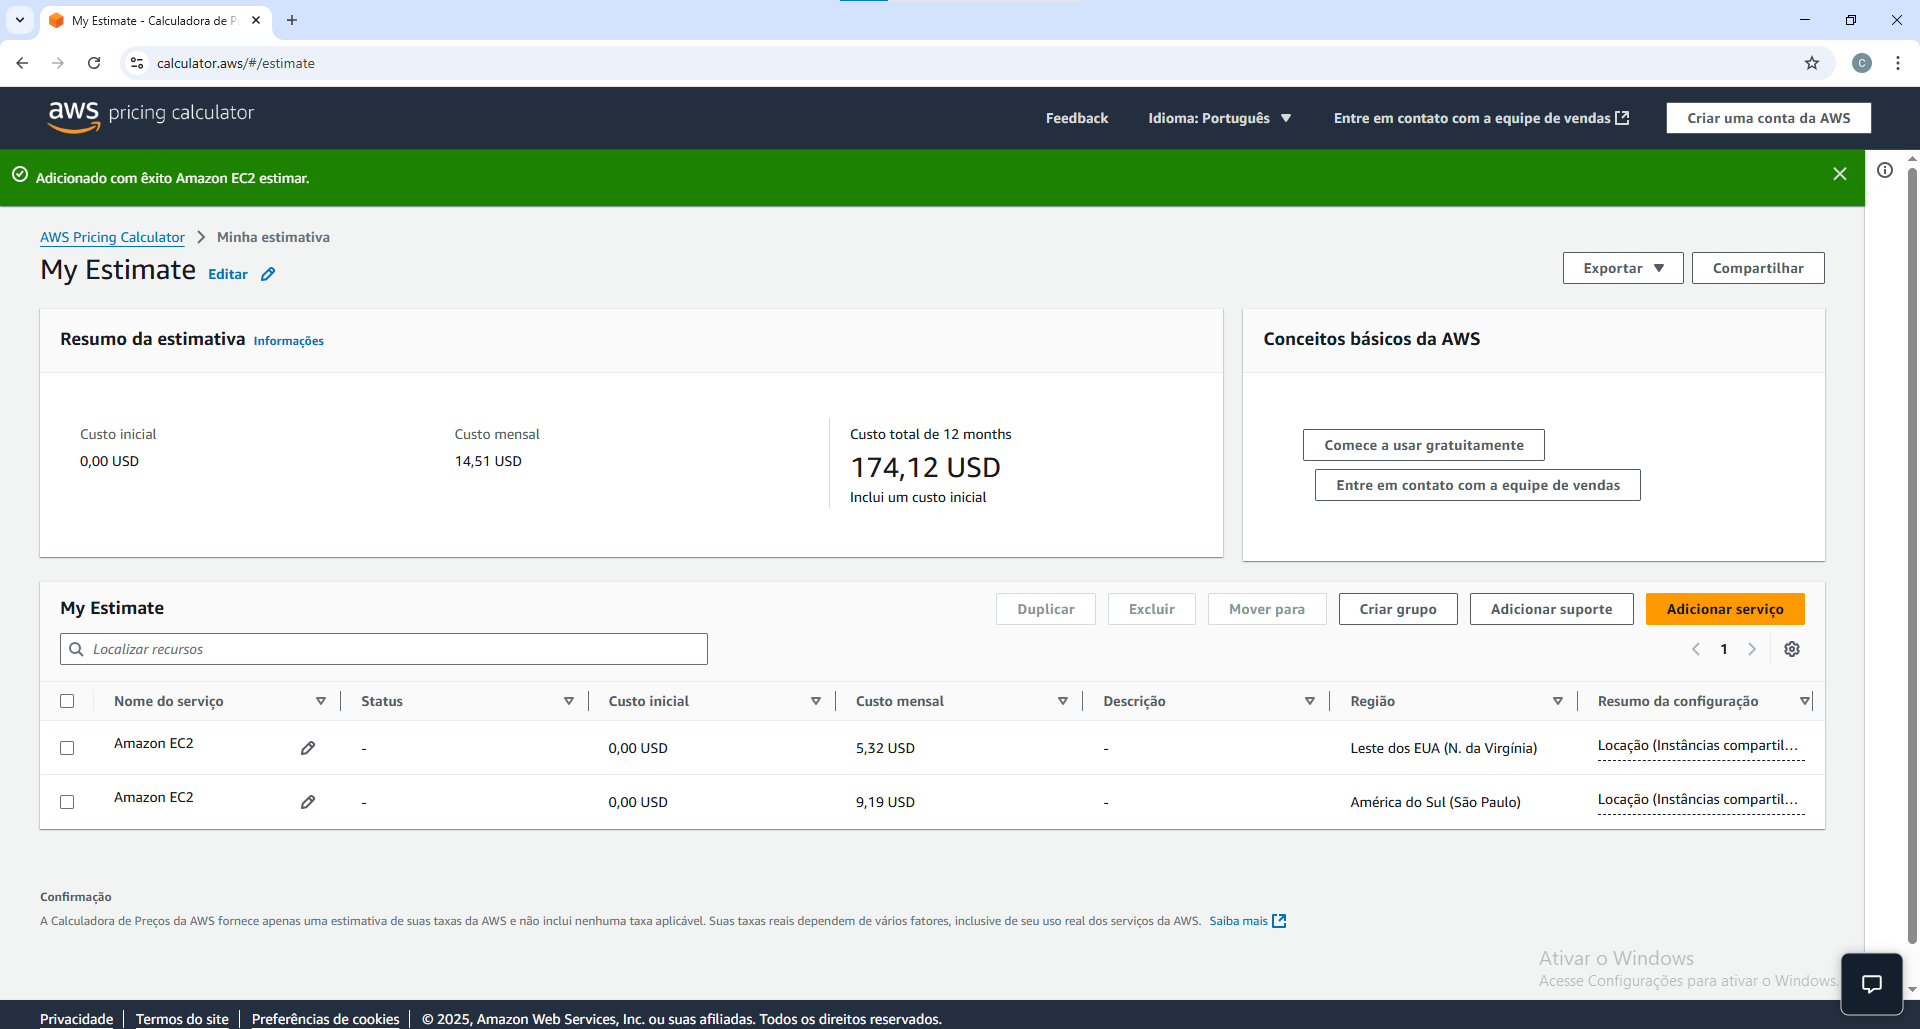 My Estimate - Calculadora de P
calculator.aws/#/estimate
C
aws pricing calculator
Feedback
Idioma: Português
Entre em contato com a equipe de vendas
Criar uma conta da AWS
Adicionado com êxito Amazon EC2 estimar.
AWS Pricing Calculator
Minha estimativa
My Estimate
Editar
Exportar
Compartilhar
Resumo da estimativa
Informações
Conceitos básicos da AWS
Custo inicial
0,00 USD
Custo mensal
14,51 USD
Custo total de 12 months
174,12 USD
Inclui um custo inicial
Comece a usar gratuitamente
Entre em contato com a equipe de vendas
My Estimate
Duplicar
Excluir
Mover para
Criar grupo
Adicionar suporte
Adicionar serviço
Localizar recursos
1
Nome do serviço
Status
Custo inicial
Custo mensal
Descrição
Região
Resumo da configuração
Amazon EC2
-
0,00 USD
5,32 USD
-
Leste dos EUA (N. da Virgínia)
Locação (Instâncias compartil...
Amazon EC2
-
0,00 USD
9,19 USD
-
América do Sul (São Paulo)
Locação (Instâncias compartil...
Confirmação
A Calculadora de Preços da AWS fornece apenas uma estimativa de suas taxas da AWS e não inclui nenhuma taxa aplicável. Suas taxas reais dependem de vários fatores, inclusive de seu uso real dos serviços da AWS. Saiba mais
Ativar o Windows
Acesse Configurações para ativar o Windows.
Privacidade
Termos do site
Preferências de cookies
© 2025, Amazon Web Services, Inc. ou suas afiliadas. Todos os direitos reservados.